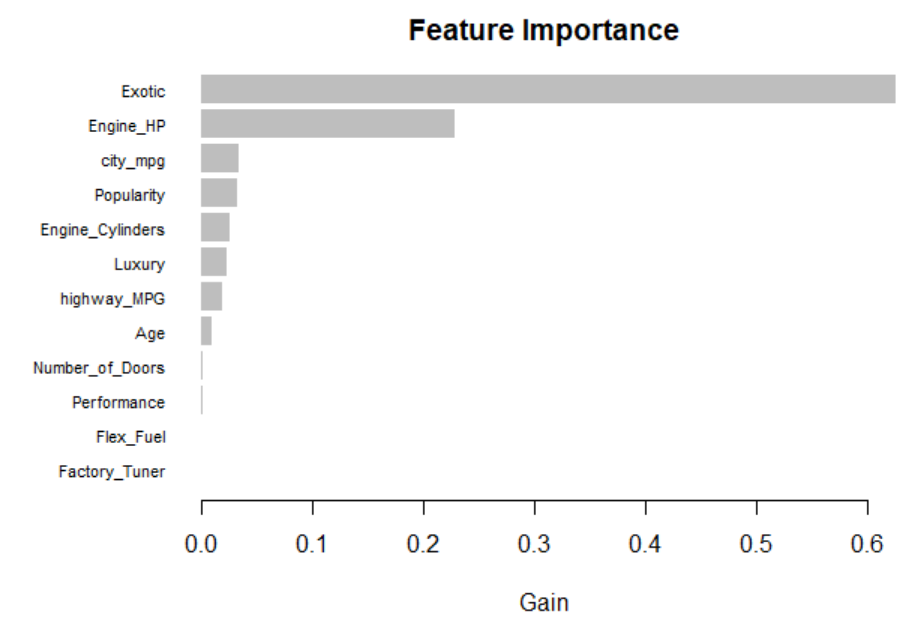 Feature Importance
Exotic
Engine_HP
city_mpg
Popularity
Engine_Cylinders
Luxury
highway_MPG
Age
Number_of_Doors
Performance
Flex_Fuel
Factory_Tuner
0.0 0.1 0.2 0.3 0.4 0.5 0.6
Gain